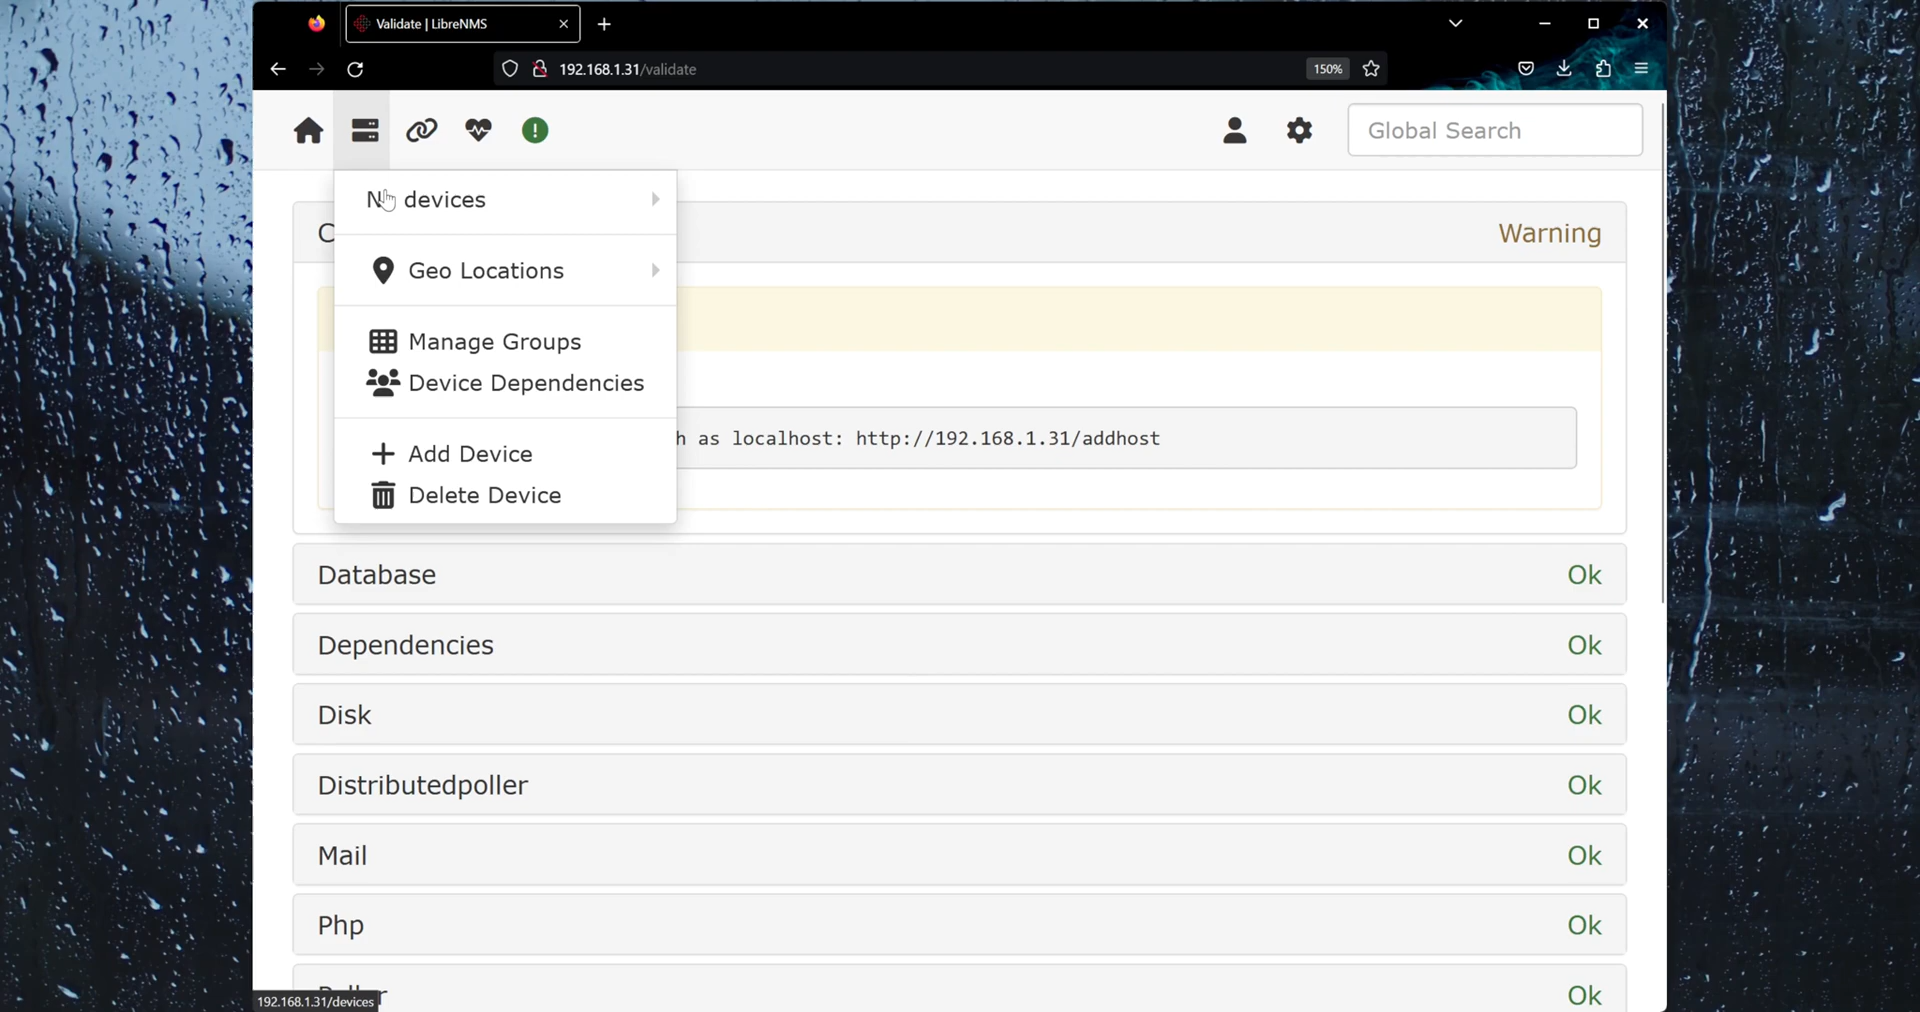 Validate | LibreNMS
192.168.1.31/validate
150%
Global Search
devices
Warning
Geo Locations
Manage Groups
Device Dependencies
h as localhost: http://192.168.1.31/addhost
Add Device
Delete Device
Database
Ok
Dependencies
Ok
Disk
Ok
Distributedpoller
Ok
Mail
Ok
Php
Ok
Ok
192.168.1.31/devices